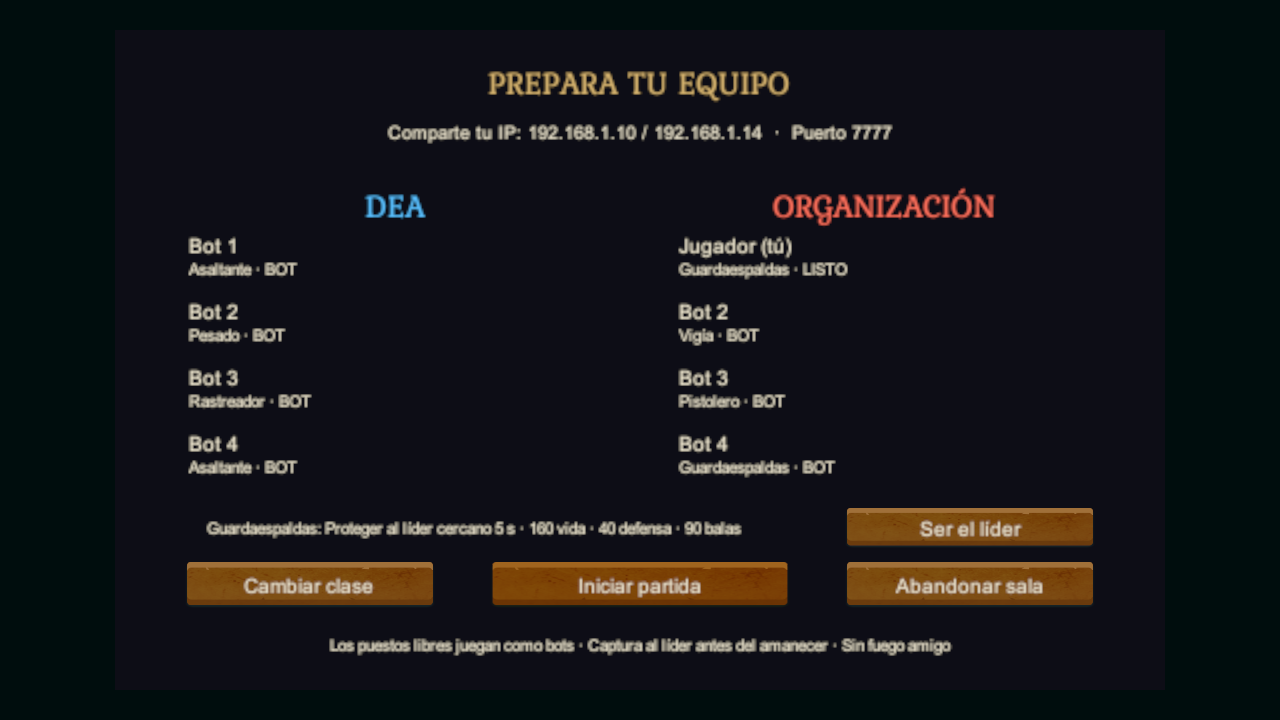 PREPARA TU EQUIPO
Comparte tu IP: 192.168.1.10 / 192.168.1.14 · Puerto 7777
DEA
Bot 1
Asaltante · BOT
Bot 2
Pesado · BOT
Bot 3
Rastreador · BOT
Bot 4
Asaltante · BOT
ORGANIZACIÓN
Jugador (tú)
Guardaespaldas · LISTO
Bot 2
Vigía · BOT
Bot 3
Pistolero · BOT
Bot 4
Guardaespaldas · BOT
Guardaespaldas: Proteger al líder cercano 5 s · 160 vida · 40 defensa · 90 balas
Ser el líder
Cambiar clase
Iniciar partida
Abandonar sala
Los puestos libres juegan como bots · Captura al líder antes del amanecer · Sin fuego amigo